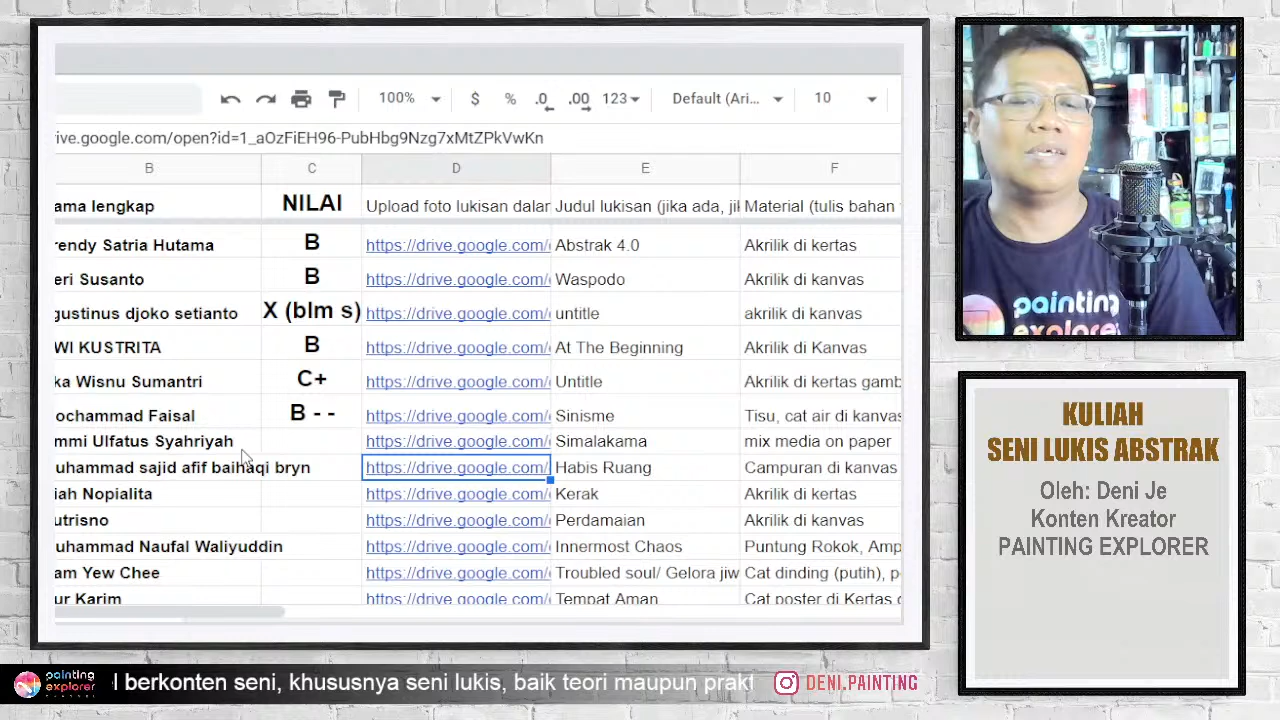 100% $ % .0 .00 123 Default (Ari... 10
rive.google.com/open?id=1_aOzFiEH96-PubHbg9Nzg7xMZPkVwKn
B C D E F
ama lengkap NILAI Upload foto lukisan dalar Judul lukisan (jika ada, jik Material (tulis bahan
rendy Satria Hutama B https://drive.google.com/ Abstrak 4.0 Akrilik di kertas
eri Susanto B https://drive.google.com/ Waspodo Akrilik di kanvas
gustinus djoko setianto X (blm s) https://drive.google.com/ untitle akrilik di kanvas
WI KUSTRITA B https://drive.google.com/ At The Beginning Akrilik di Kanvas
ka Wisnu Sumantri C+ https://drive.google.com/ Untitle Akrilik di kertas gamb
ochammad Faisal B - - https://drive.google.com/ Sinisme Tisu, cat air di kanvas
mmi Ulfatus Syahriyah https://drive.google.com/ Simalakama mix media on paper
uhammad sajid afif baihaqi bryn https://drive.google.com/ Habis Ruang Campuran di kanvas
iah Nopialita https://drive.google.com/ Kerak Akrilik di kertas
utrisno https://drive.google.com/ Perdamaian Akrilik di kanvas
uhammad Naufal Waliyuddin https://drive.google.com/ Innermost Chaos Puntung Rokok, Amp
am Yew Chee https://drive.google.com/ Troubled soul/ Gelora jiw Cat dinding (putih), p
ur Karim https://drive.google.com/ Tempat Aman Cat poster di Kertas
painting
explorer
KULIAH
SENI LUKIS ABSTRAK
Oleh: Deni Je
Konten Kreator
PAINTING EXPLORER
painting
explorer
CHANNEL
l berkonten seni, khususnya seni lukis, baik teori maupun prakt
DENI.PAINTING